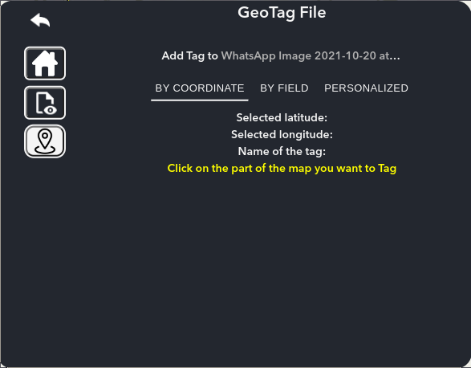 GeoTag File
Add Tag to WhatsApp Image 2021-10-20 at...
BY COORDINATE BY FIELD PERSONALIZED
Selected latitude:
Selected longitude:
Name of the tag:
Click on the part of the map you want to Tag